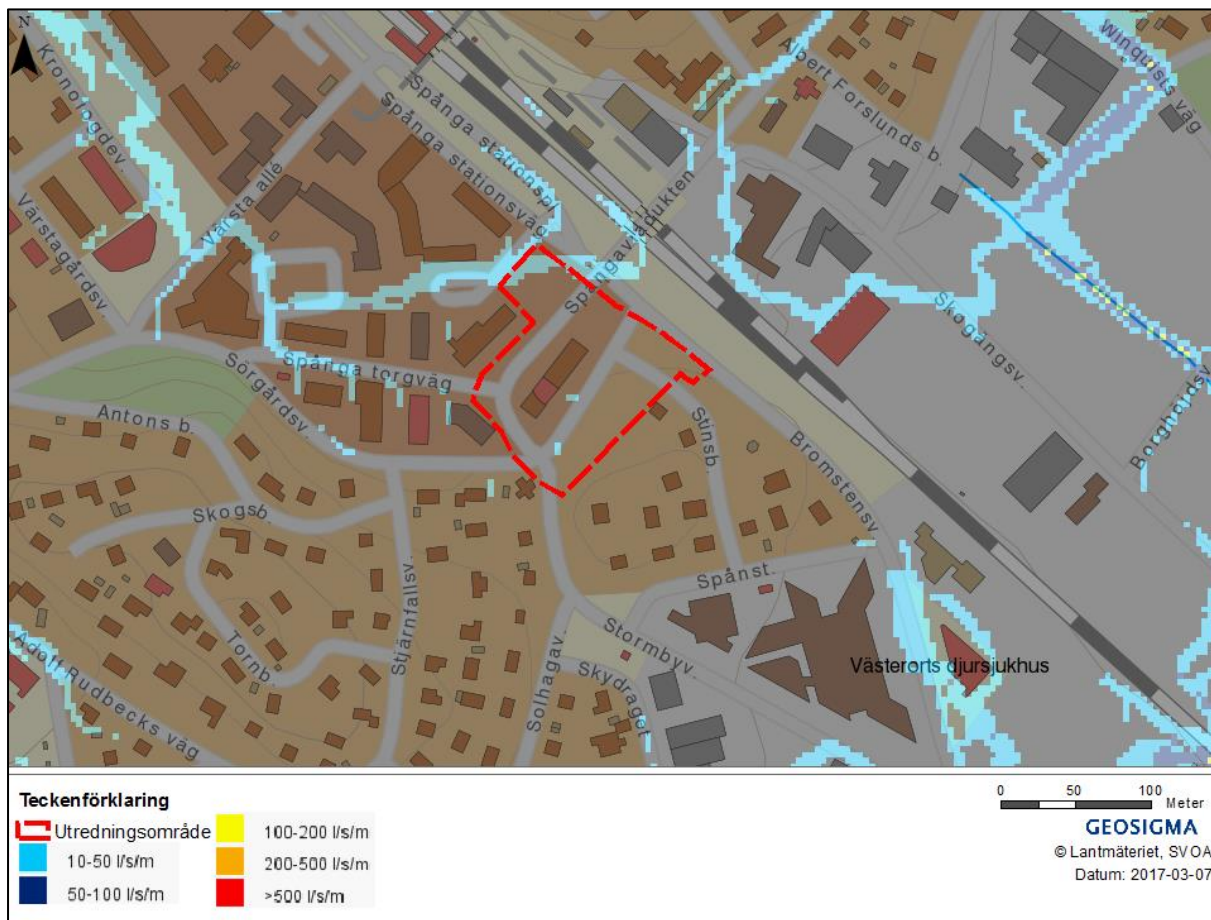 N
Kronofogdev.
Värstagårdsv.
Värsta allé
Spånga stationspl.
Spånga stationsväg
Spångaviadukten
Albert Forslunds b.
Winquists väg
Skogängsv.
Borgbördsv.
Spånga torgväg
Sörgårdsv.
Antons b.
Skogsb.
Tornb.
Stjärnfallsv.
Adolf Rudbecks väg
Solhagav.
Skydraget
Stormbyv.
Spånst.
Stinsb.
Bromstensv.
Västerorts djursjukhus
Teckenförklaring
Utredningsområde
10-50 l/s/m
50-100 l/s/m
100-200 l/s/m
200-500 l/s/m
>500 l/s/m
0 50 100
Meter
GEOSIGMA
© Lantmäteriet, SVOA
Datum: 2017-03-07